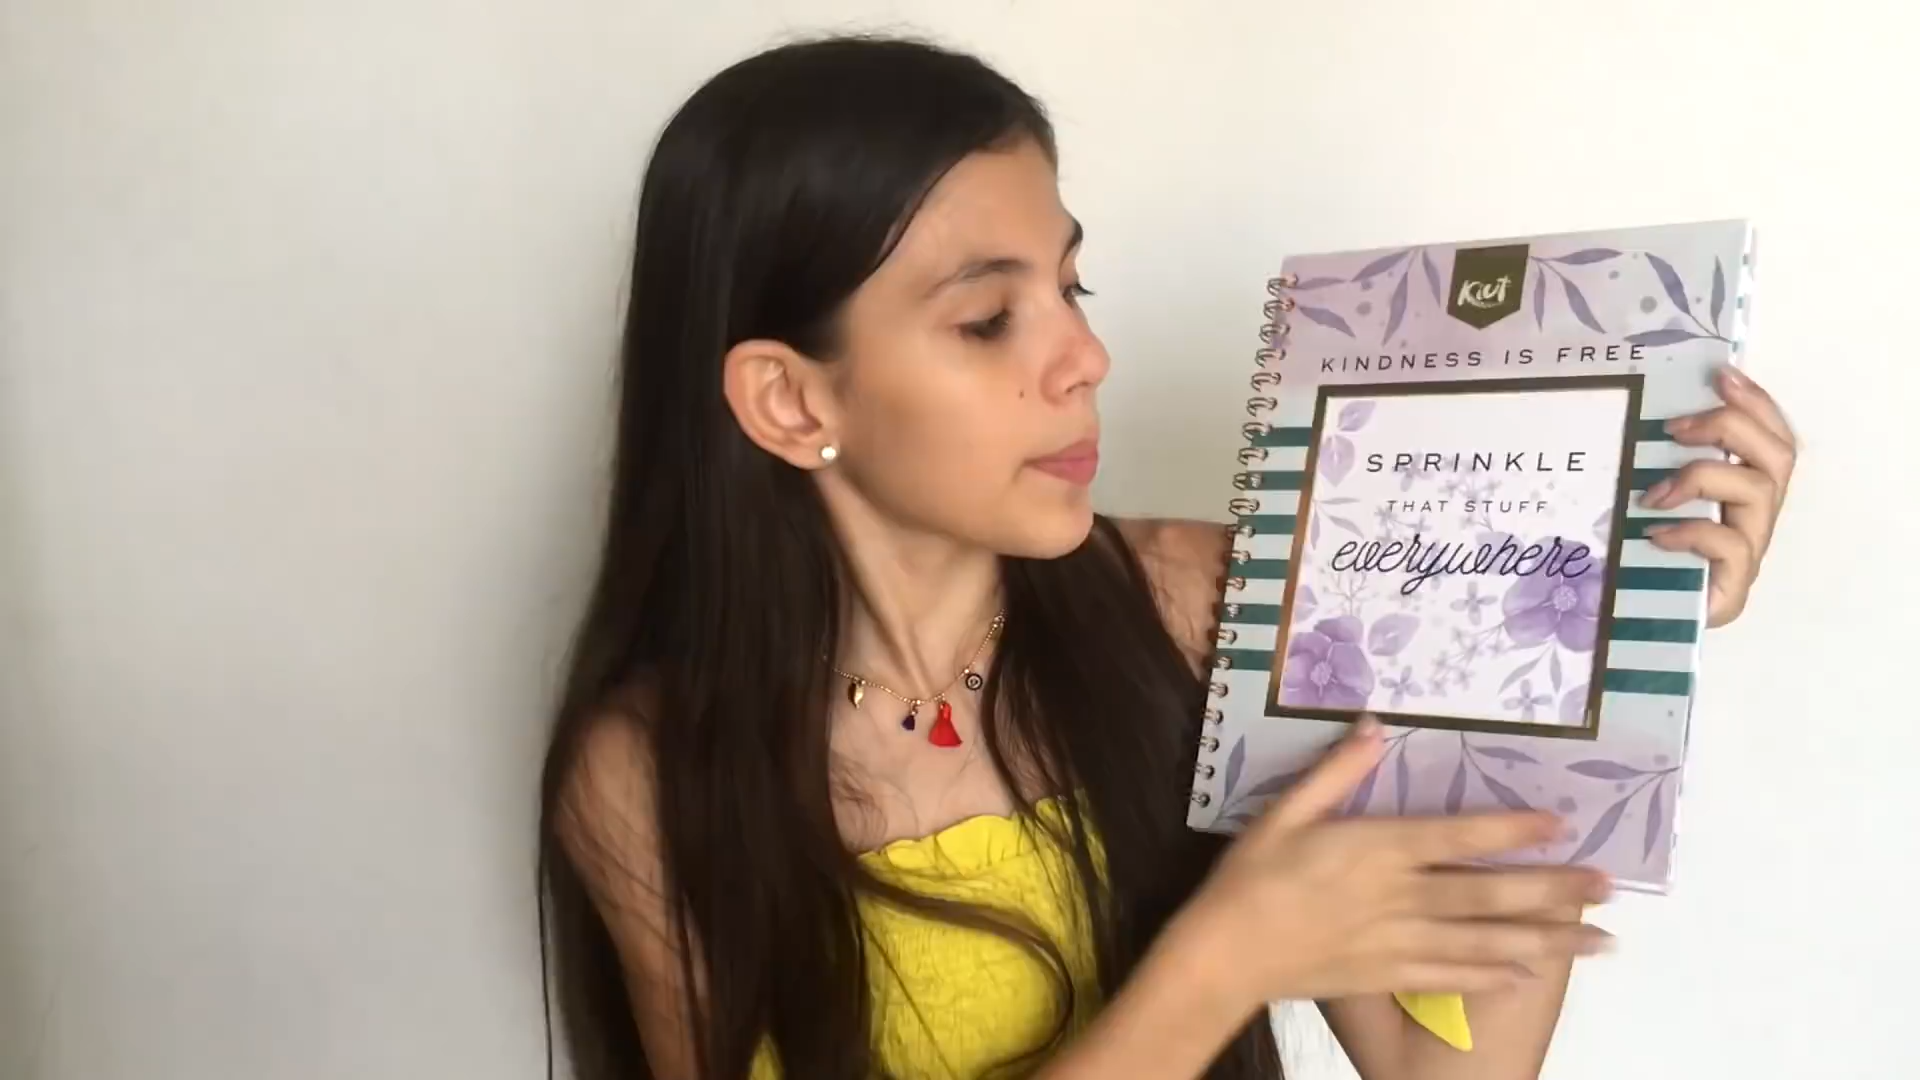 Kiut
KINDNESS IS FREE
SPRINKLE
THAT STUFF
everywhere